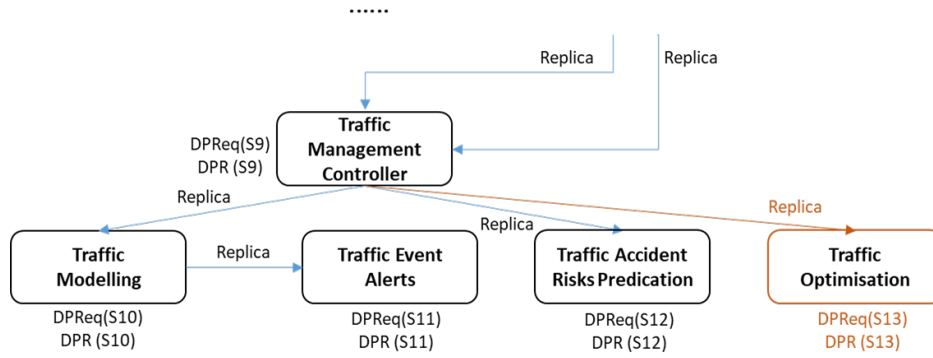 ......
Replica
Replica
DPReq(S9)
DPR (S9)
Traffic
Management
Controller
Replica
Replica
Replica
Traffic
Modelling
Replica
Traffic Event
Alerts
Traffic Accident
Risks Predication
Traffic
Optimisation
DPReq(S10)
DPR (S10)
DPReq(S11)
DPR (S11)
DPReq(S12)
DPR (S12)
DPReq(S13)
DPR (S13)